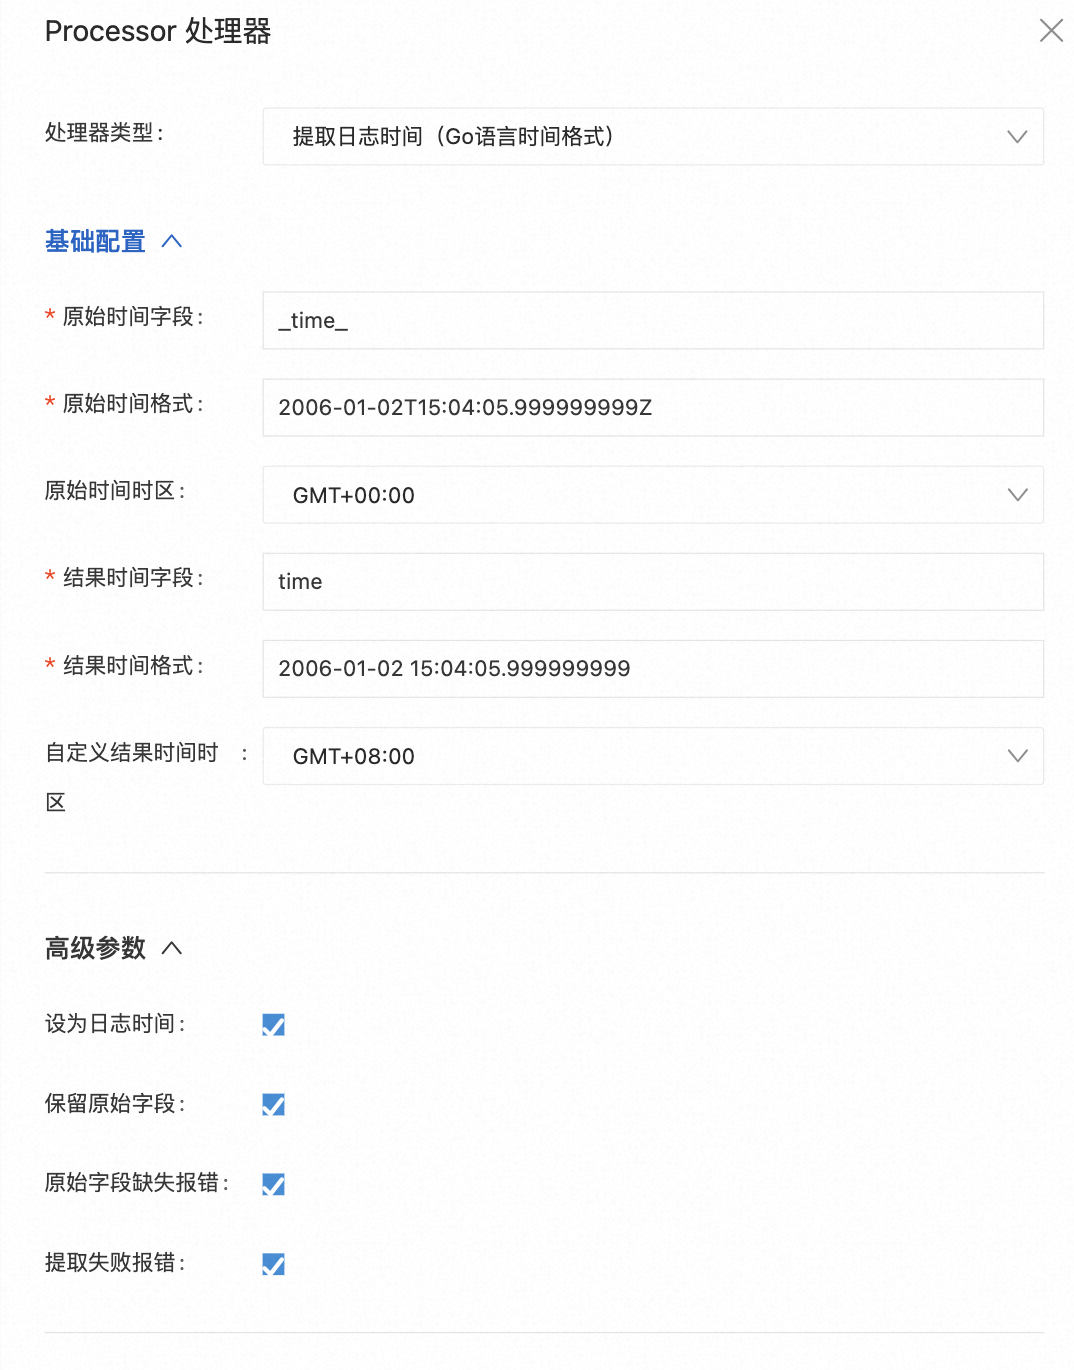 Processor 处理器
处理器类型:
提取日志时间（Go语言时间格式）
基础配置
* 原始时间字段:
_time_
* 原始时间格式:
2006-01-02T15:04:05.999999999Z
原始时间时区:
GMT+00:00
* 结果时间字段:
time
* 结果时间格式:
2006-01-02 15:04:05.999999999
自定义结果时间时 :
区
GMT+08:00
高级参数
设为日志时间:
保留原始字段:
原始字段缺失报错:
提取失败报错: